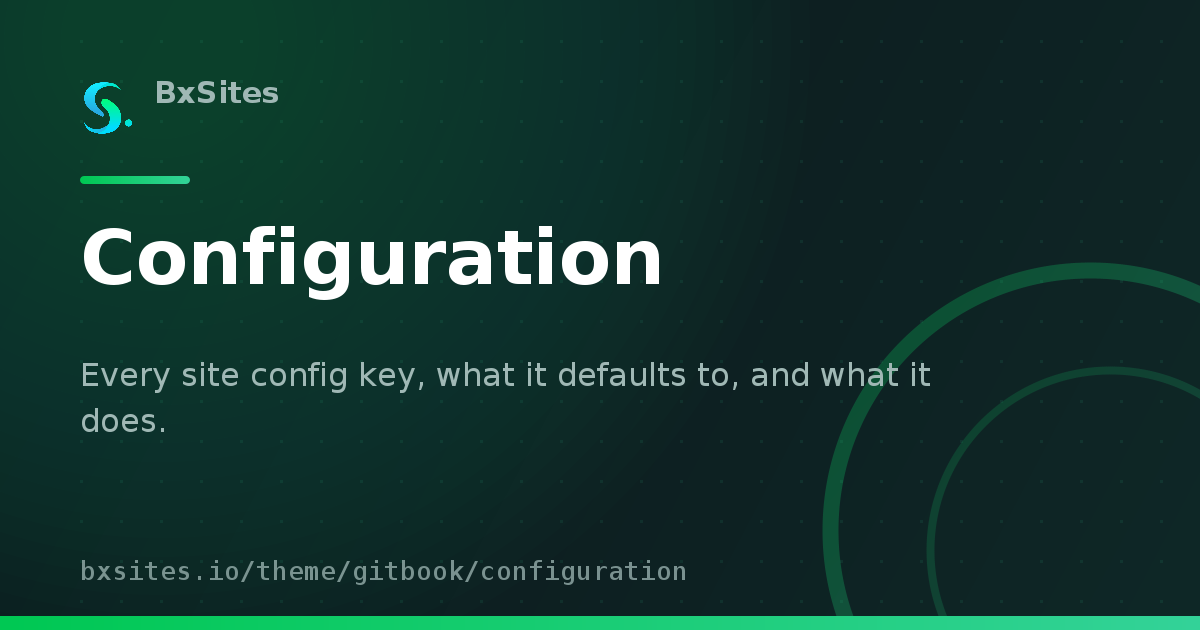 BxSites
Configuration
Every site config key, what it defaults to, and what it
does.
bxsites.io/theme/gitbook/configuration